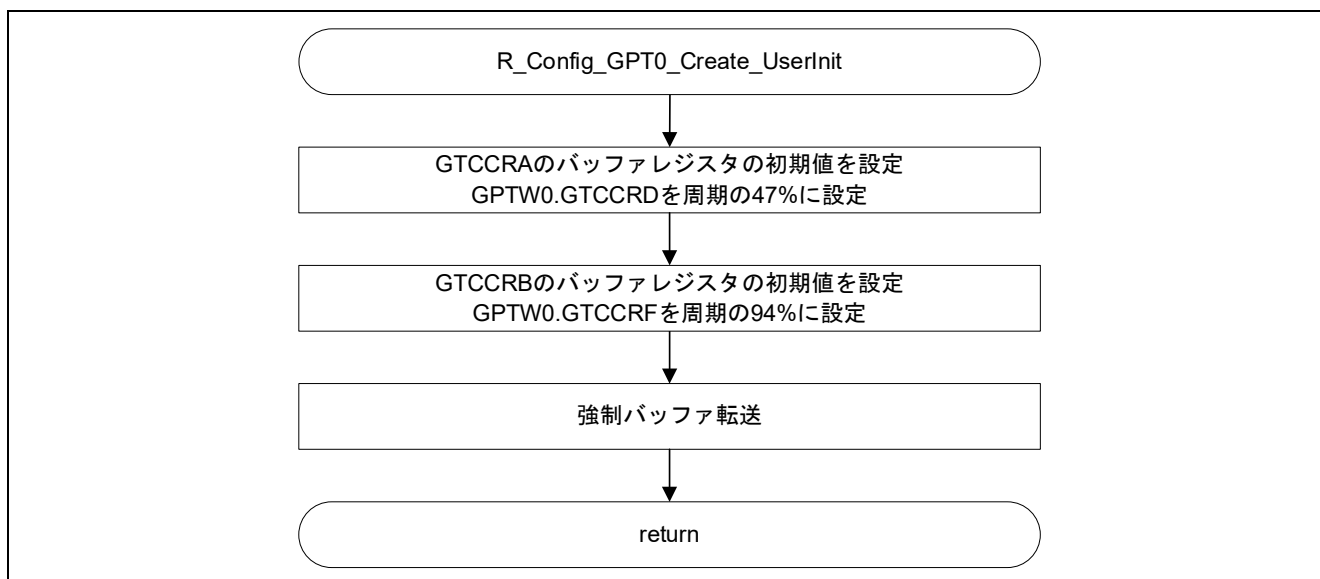 R_Config_GPT0_Create_UserInit
GTCCRAのバッファレジスタの初期値を設定
GPTW0.GTCCRDを周期の47%に設定
GTCCRBのバッファレジスタの初期値を設定
GPTW0.GTCCRFを周期の94%に設定
強制バッファ転送
return